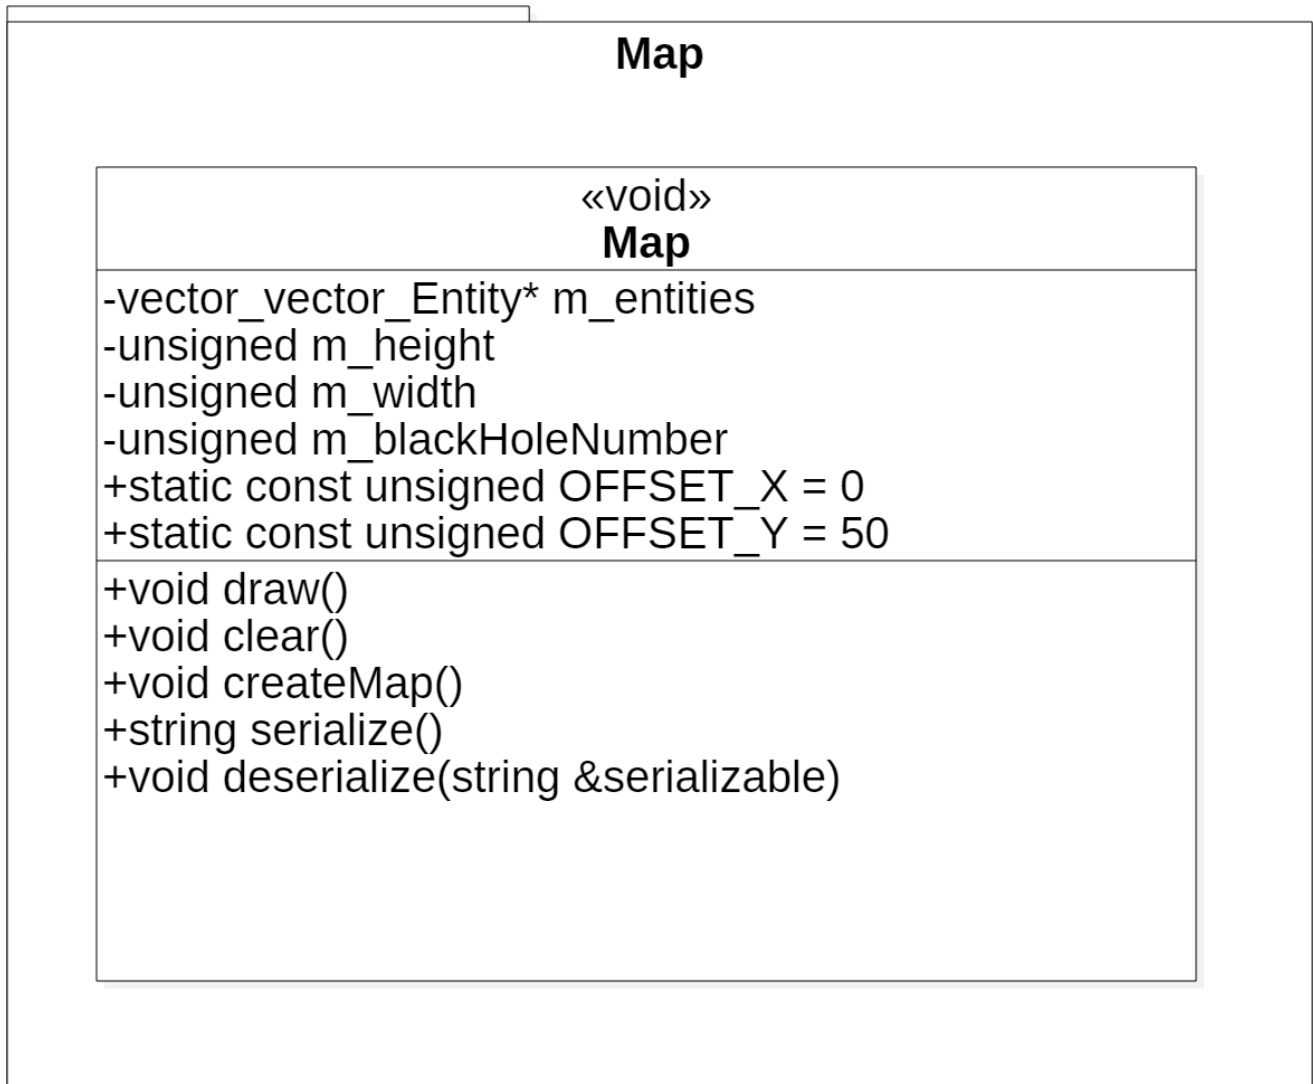 Map
«void»
Map
-vector_vector_Entity* m_entities
-unsigned m_height
-unsigned m_width
-unsigned m_blackHoleNumber
+static const unsigned OFFSET_X = 0
+static const unsigned OFFSET_Y = 50
+void draw()
+void clear()
+void createMap()
+string serialize()
+void deserialize(string &serializable)